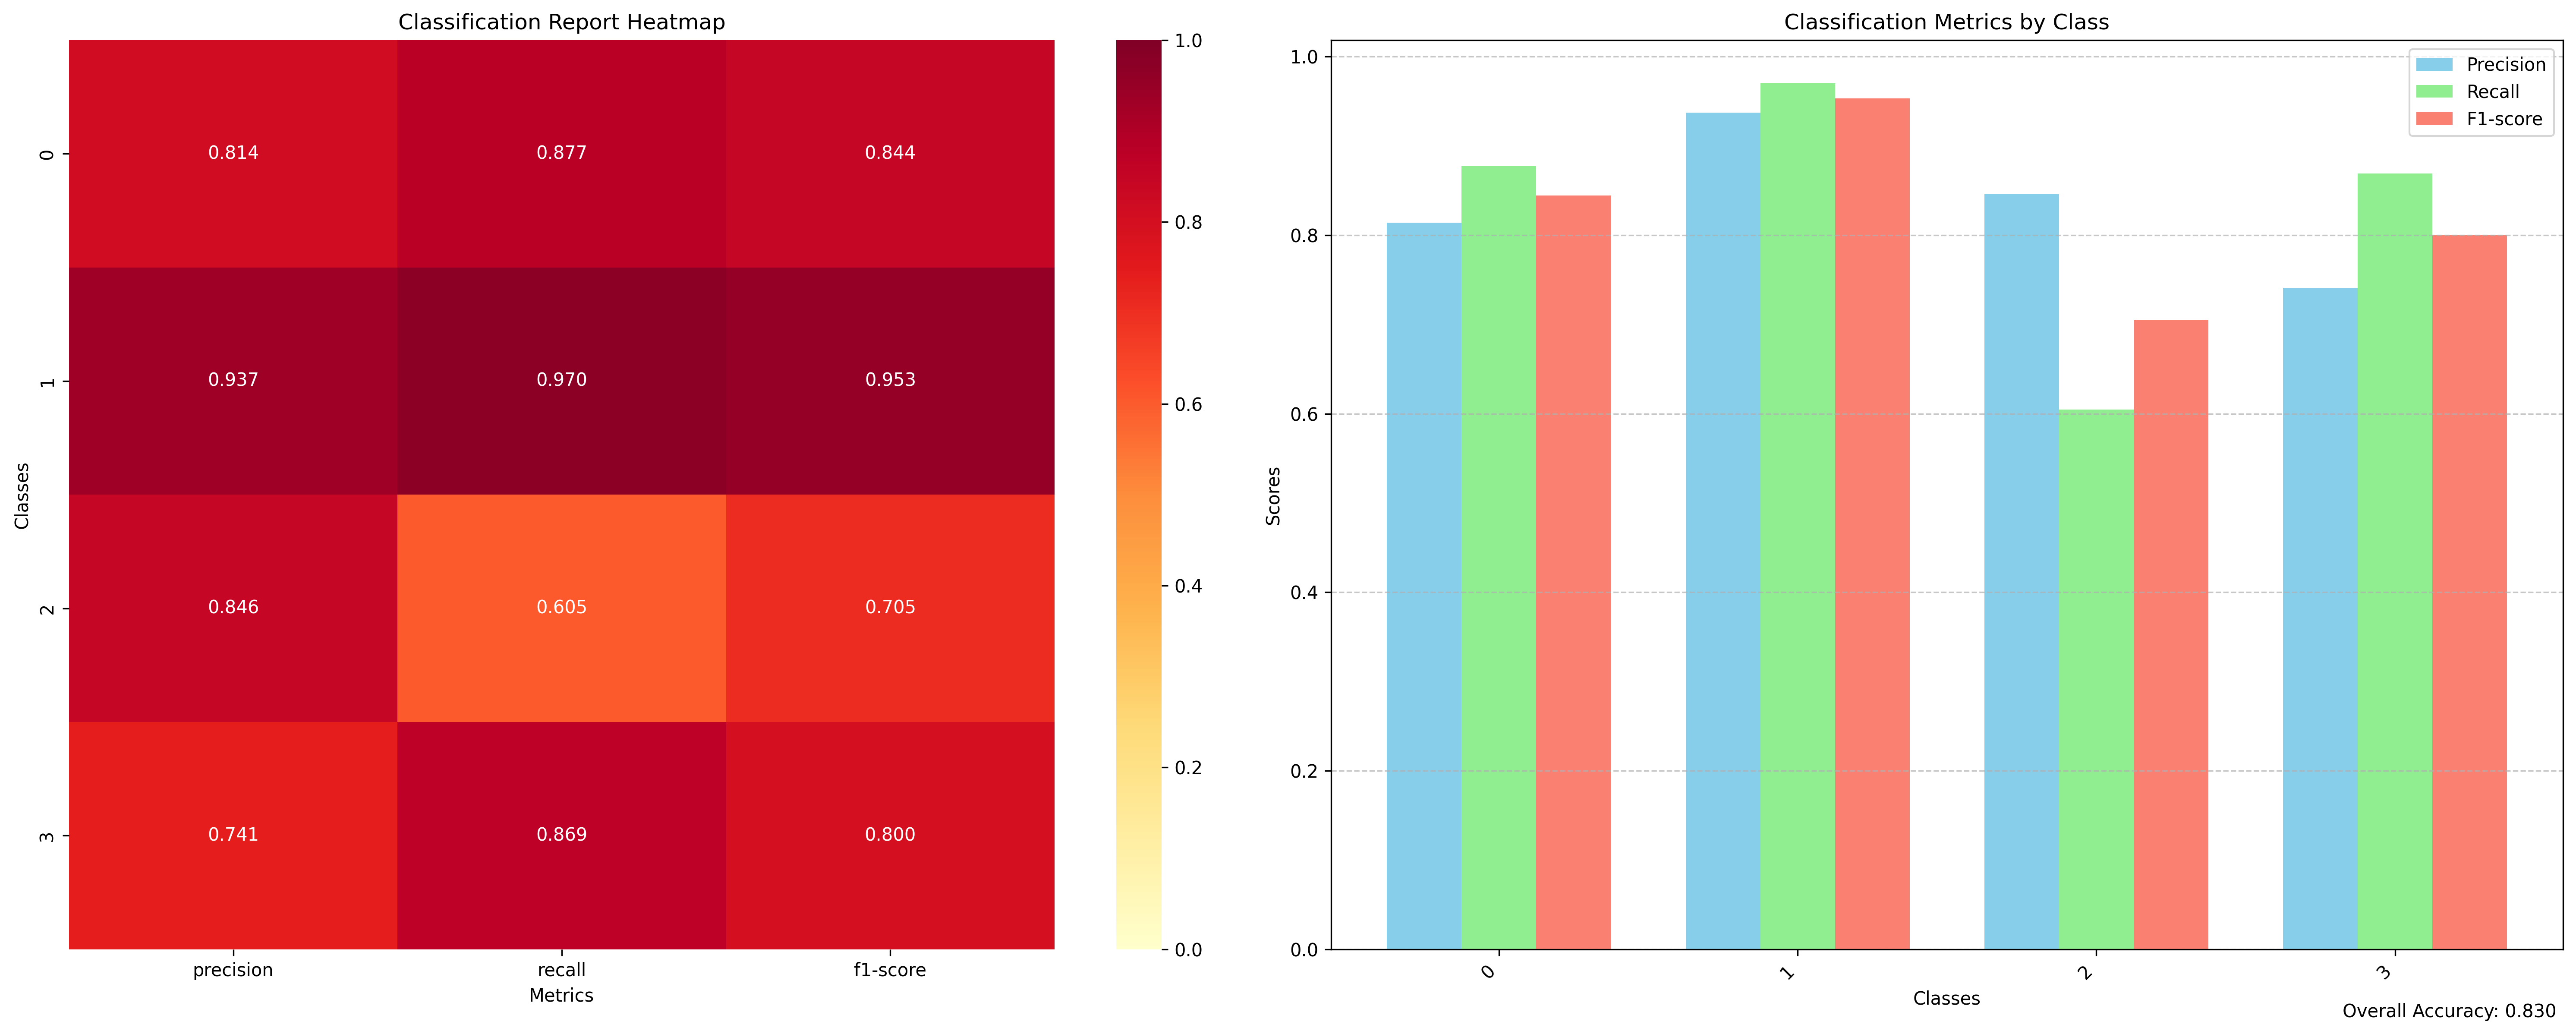 Classification Report Heatmap
0 0.814 0.877 0.844
1 0.937 0.970 0.953
2 0.846 0.605 0.705
3 0.741 0.869 0.800
Classes
precision recall f1-score
Metrics
1.0
0.8
0.6
0.4
0.2
0.0
Classification Metrics by Class
1.0
0.8
0.6
0.4
0.2
0.0
Scores
Precision
Recall
F1-score
0 1 2 3
Classes
Overall Accuracy: 0.830